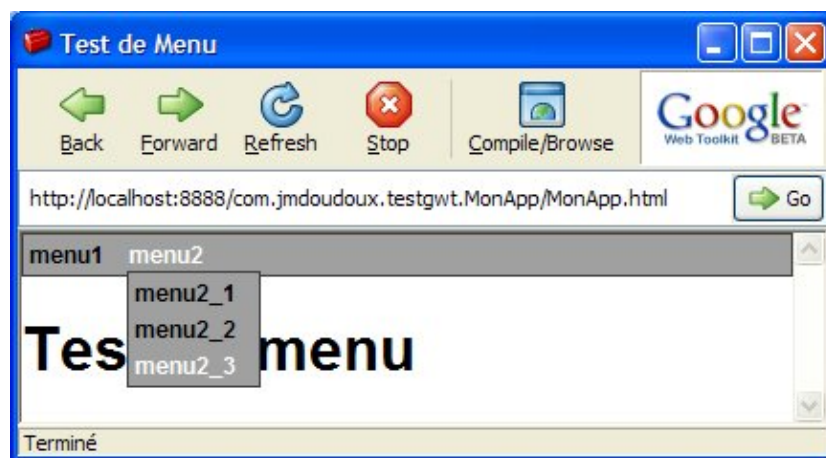 Test de Menu
Back Forward Refresh Stop Compile/Browse
Google
Web Toolkit BETA
http://localhost:8888/com.jmdoudoux.testgwt.MonApp/MonApp.html Go
menu1 menu2
menu2_1
menu2_2
menu2_3
Tes menu
Terminé